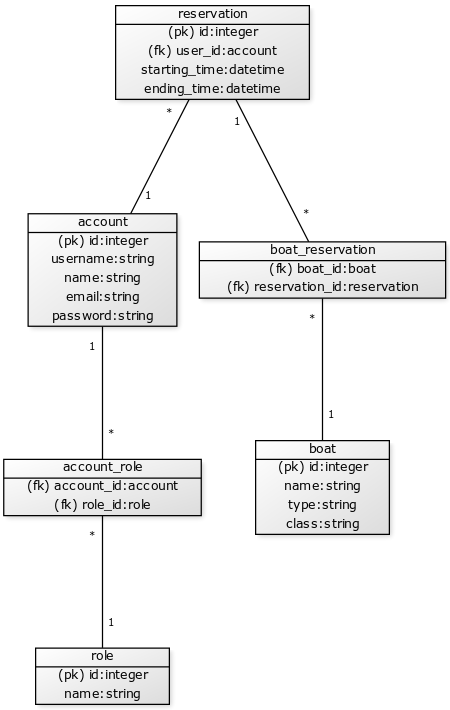 reservation
(pk) id:integer
(fk) user_id:account
starting_time:datetime
ending_time:datetime
*
1
1
*
account
(pk) id:integer
username:string
name:string
email:string
password:string
boat_reservation
(fk) boat_id:boat
(fk) reservation_id:reservation
1
*
*
1
account_role
(fk) account_id:account
(fk) role_id:role
boat
(pk) id:integer
name:string
type:string
class:string
*
1
role
(pk) id:integer
name:string